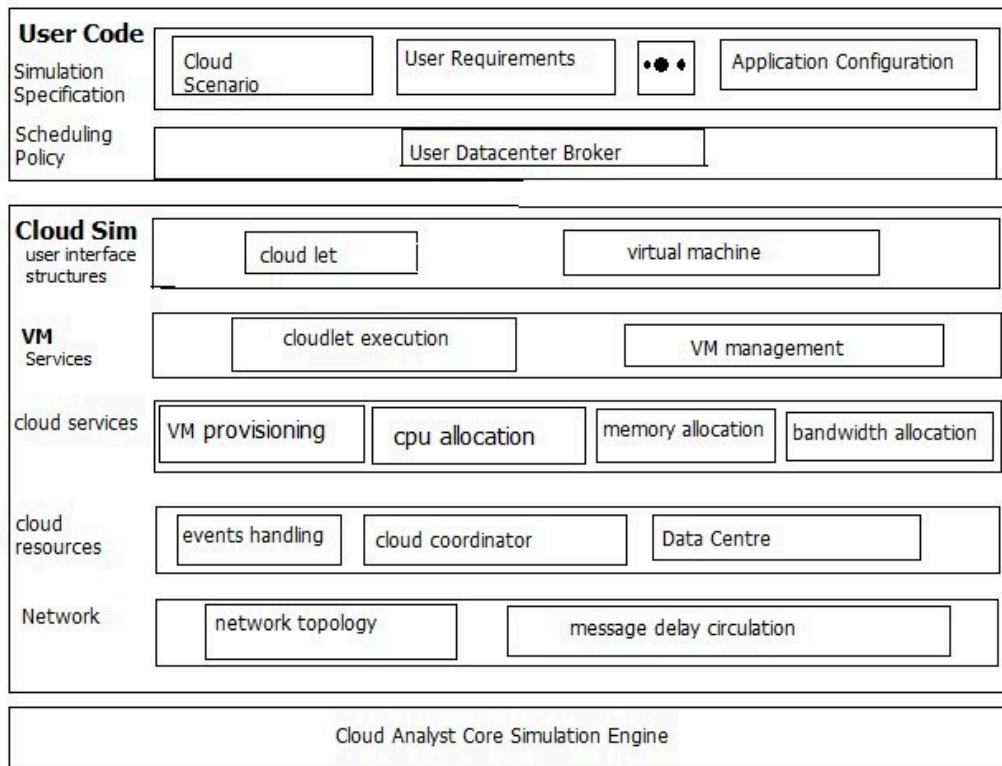 User Code
Simulation
Specification
Cloud
Scenario
User Requirements
Application Configuration
Scheduling
Policy
User Datacenter Broker
Cloud Sim
user interface
structures
cloud let
virtual machine
VM
Services
cloudlet execution
VM management
cloud services
VM provisioning
cpu allocation
memory allocation
bandwidth allocation
cloud
resources
events handling
cloud coordinator
Data Centre
Network
network topology
message delay circulation
Cloud Analyst Core Simulation Engine